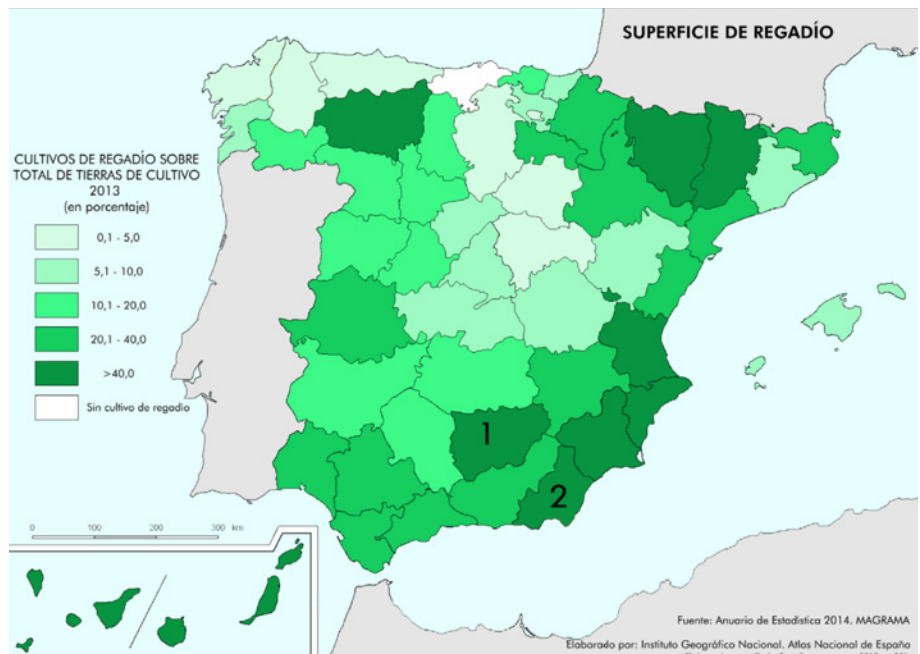 SUPERFICIE DE REGADÍO
CULTIVOS DE REGADÍO SOBRE
TOTAL DE TIERRAS DE CULTIVO
2013
(en porcentaje)
0,1 - 5,0
5,1 - 10,0
10,1 - 20,0
20,1 - 40,0
>40,0
Sin cultivo de regadío
1
2
0 100 200 300 km
Fuente: Anuario de Estadística 2014. MAGRAMA
Elaborado por: Instituto Geográfico Nacional. Atlas Nacional de España